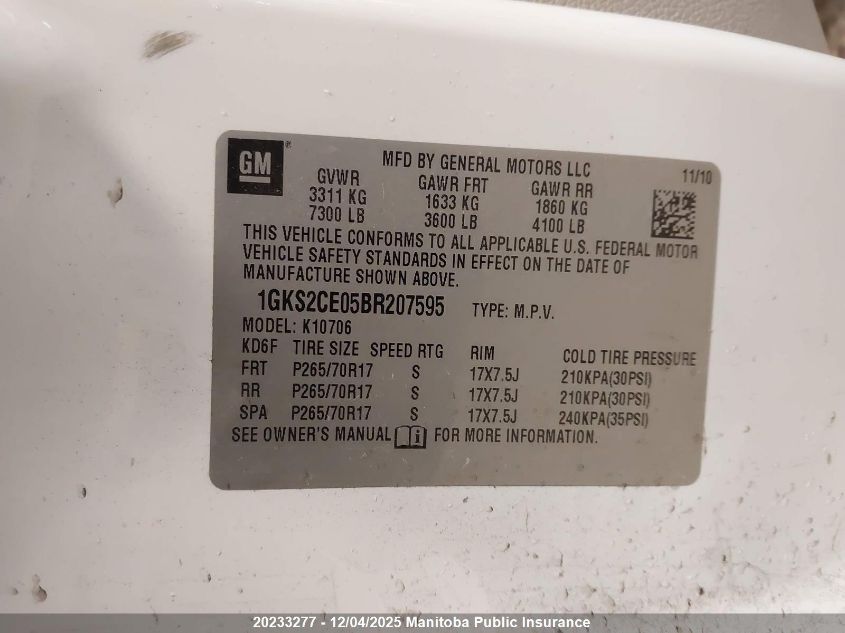 GM®
MFD BY GENERAL MOTORS LLC
11/10
GVWR GAWR FRT GAWR RR
3311 KG 1633 KG 1860 KG
7300 LB 3600 LB 4100 LB
THIS VEHICLE CONFORMS TO ALL APPLICABLE U.S. FEDERAL MOTOR
VEHICLE SAFETY STANDARDS IN EFFECT ON THE DATE OF
MANUFACTURE SHOWN ABOVE.
1GKS2CE05BR207595 TYPE: M.P.V.
MODEL: K10706
KD6F TIRE SIZE SPEED RTG RIM COLD TIRE PRESSURE
FRT P265/70R17 S 17X7.5J 210KPA(30PSI)
RR P265/70R17 S 17X7.5J 210KPA(30PSI)
SPA P265/70R17 S 17X7.5J 240KPA(35PSI)
SEE OWNER'S MANUAL i FOR MORE INFORMATION.
20233277 - 12/04/2025 Manitoba Public Insurance